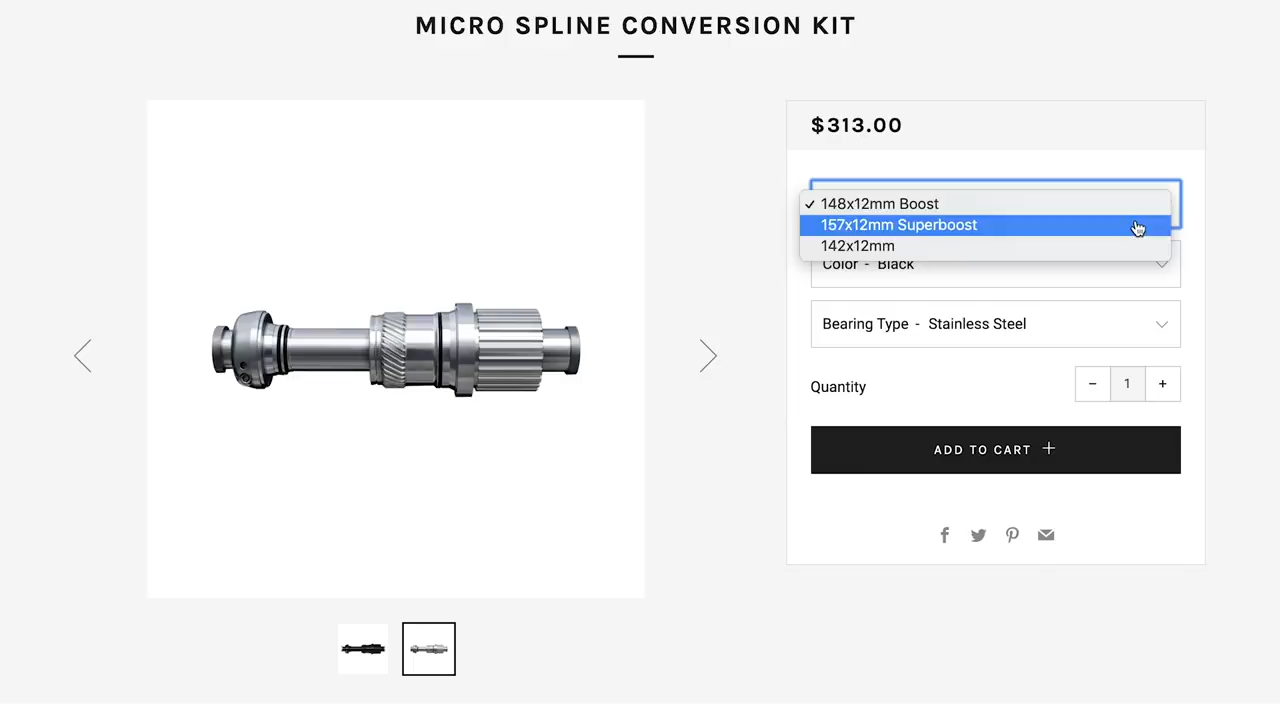 MICRO SPLINE CONVERSION KIT
$313.00
✓ 148x12mm Boost
157x12mm Superboost
142x12mm
Color - Black
Bearing Type - Stainless Steel
Quantity
− 1 +
ADD TO CART +